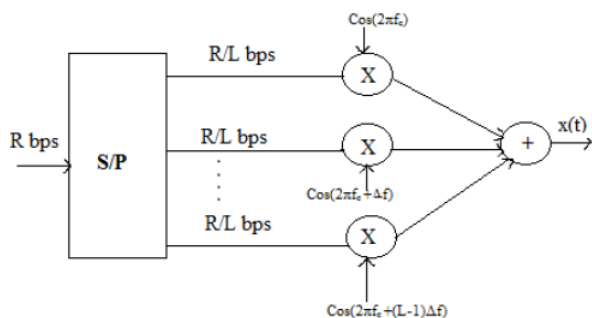 Cos(2πfc)
R/L bps
X
R bps
S/P
R/L bps
X
+
x(t)
Cos(2πfc+Δf)
R/L bps
X
Cos(2πfc+(L-1)Δf)